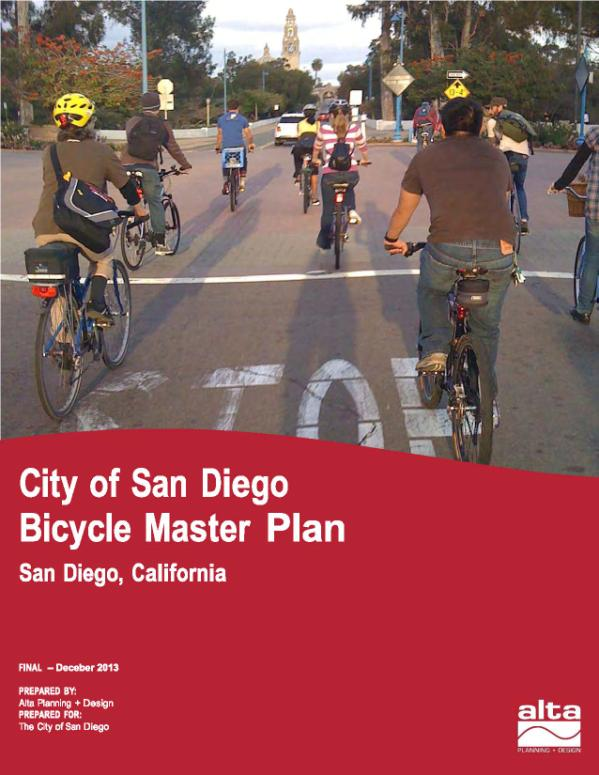 STOP
City of San Diego
Bicycle Master Plan
San Diego, California
FINAL – Deceber 2013
PREPARED BY:
Alta Planning + Design
PREPARED FOR:
The City of San Diego
alta
PLANNING + DESIGN